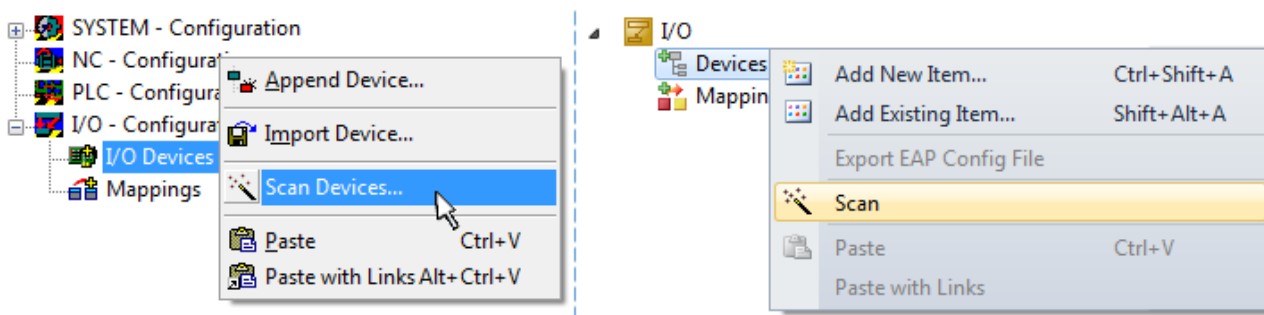 SYSTEM - Configuration
NC - Configurat
PLC - Configura
I/O - Configurat
I/O Devices
Mappings
Append Device...
Import Device...
Scan Devices...
Paste Ctrl+V
Paste with Links Alt+Ctrl+V
I/O
Devices
Mappin
Add New Item... Ctrl+Shift+A
Add Existing Item... Shift+Alt+A
Export EAP Config File
Scan
Paste Ctrl+V
Paste with Links